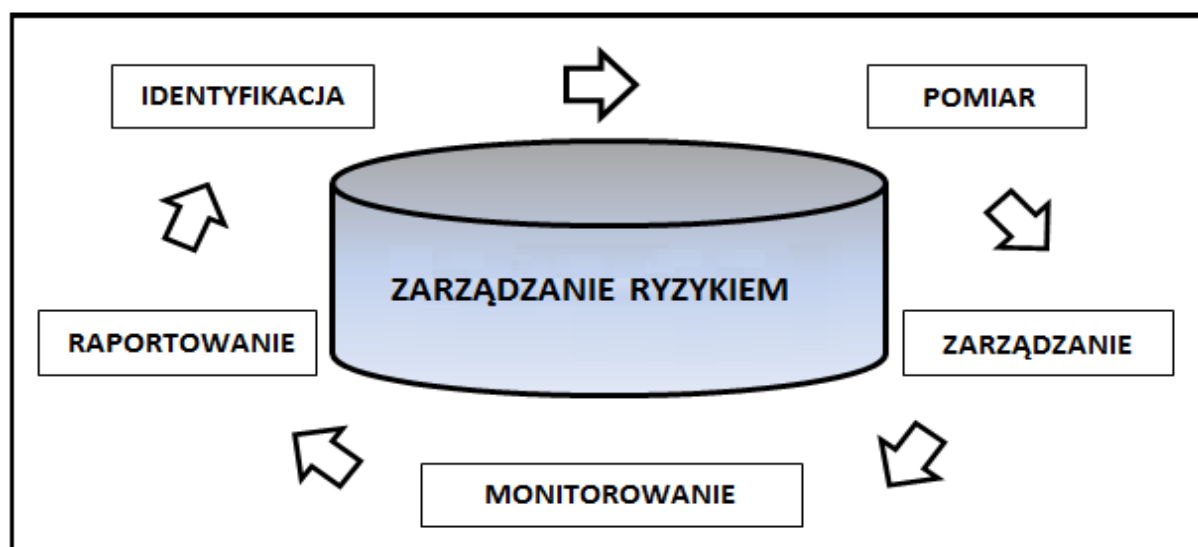 IDENTYFIKACJA
POMIAR
ZARZĄDZANIE RYZYKIEM
RAPORTOWANIE
ZARZĄDZANIE
MONITOROWANIE